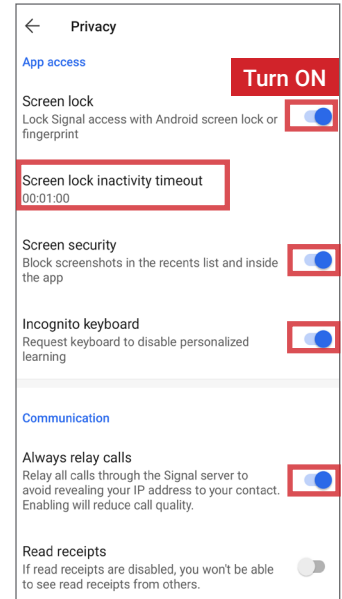 Privacy
App access
Turn ON
Screen lock
Lock Signal access with Android screen lock or
fingerprint
Screen lock inactivity timeout
00:01:00
Screen security
Block screenshots in the recents list and inside
the app
Incognito keyboard
Request keyboard to disable personalized
learning
Communication
Always relay calls
Relay all calls through the Signal server to
avoid revealing your IP address to your contact.
Enabling will reduce call quality.
Read receipts
If read receipts are disabled, you won't be able
to see read receipts from others.